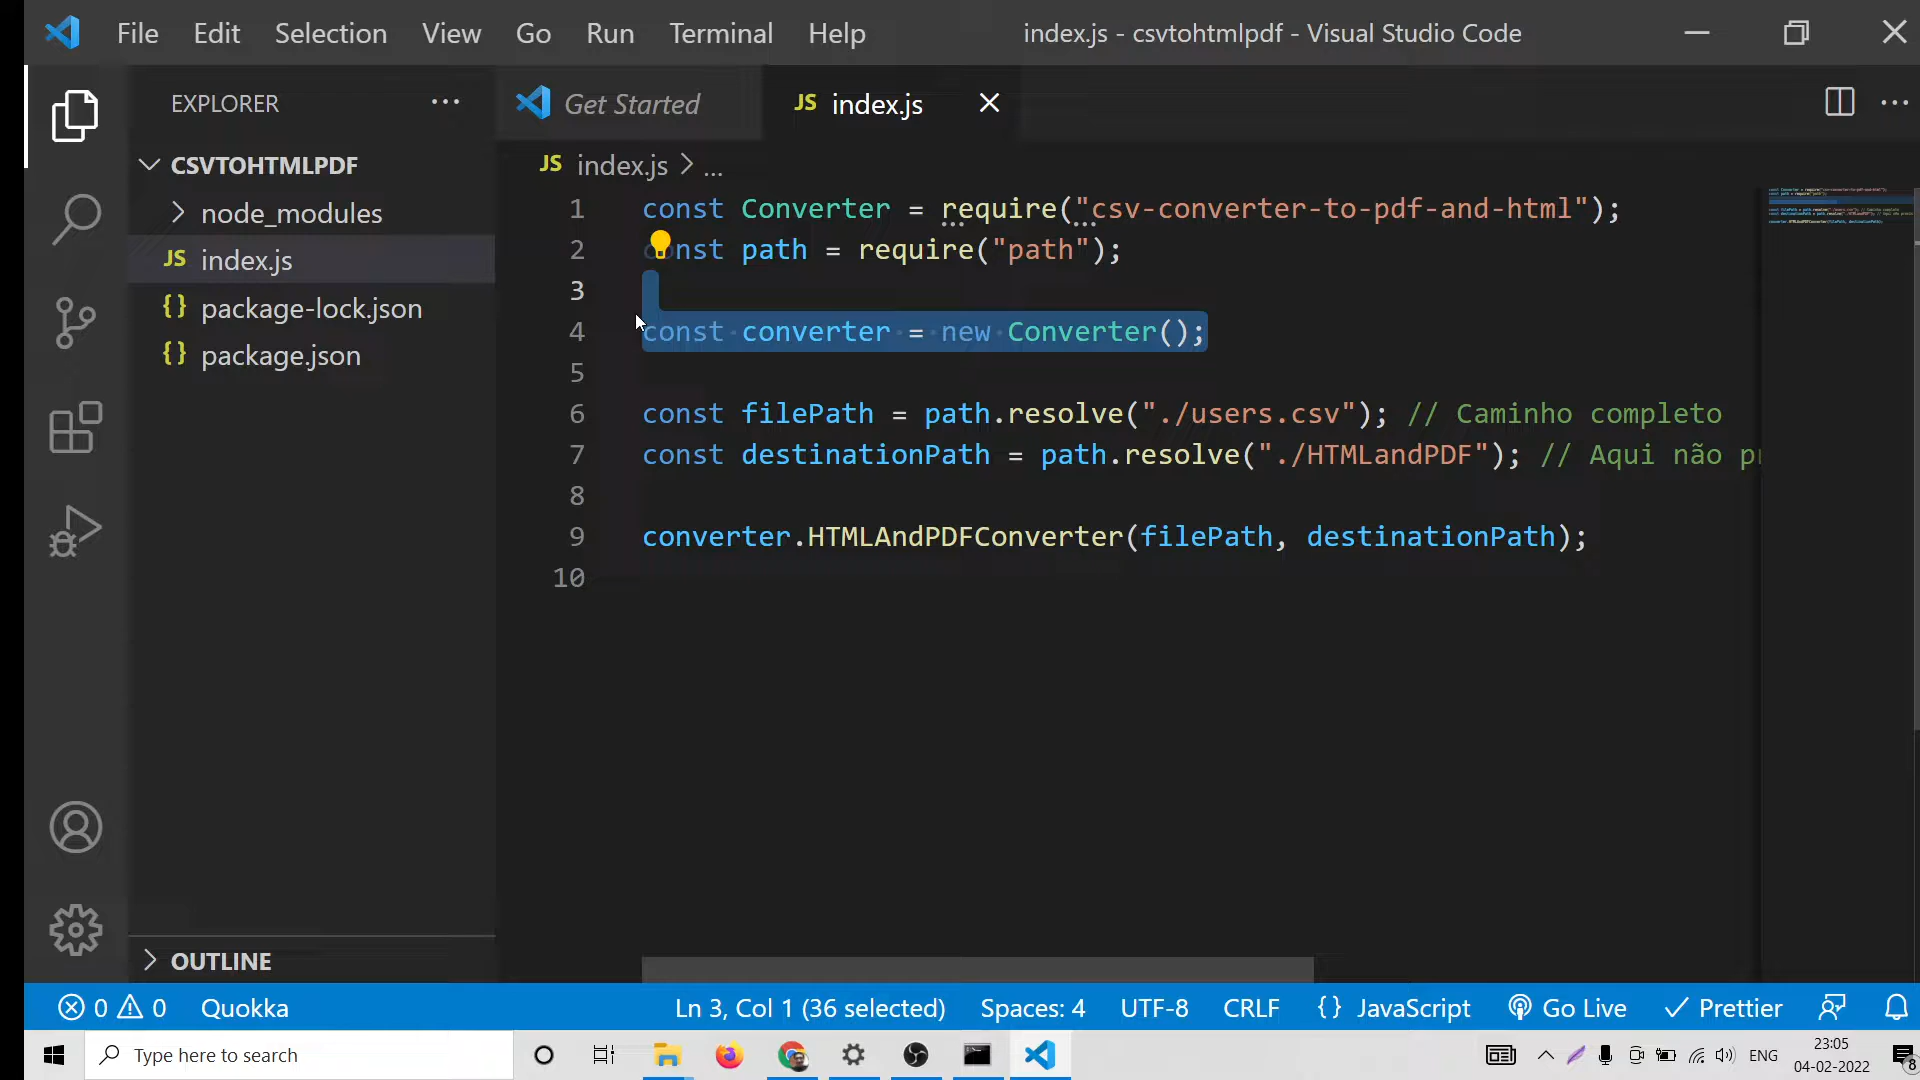 File Edit Selection View Go Run Terminal Help
index.js - csvtohtmlpdf - Visual Studio Code
EXPLORER
Get Started
JS index.js
CSVTOHTMLPDF
node_modules
JS index.js
{} package-lock.json
{} package.json
JS index.js > ...
1 const Converter = require("csv-converter-to-pdf-and-html");
2 const path = require("path");
3
4 const converter = new Converter();
5
6 const filePath = path.resolve("./users.csv"); // Caminho completo
7 const destinationPath = path.resolve("./HTMLandPDF"); // Aqui não
8
9 converter.HTMLAndPDFConverter(filePath, destinationPath);
10
OUTLINE
0 0 Quokka
Ln 3, Col 1 (36 selected) Spaces: 4 UTF-8 CRLF {} JavaScript Go Live Prettier
Type here to search
ENG
23:05
04-02-2022
8